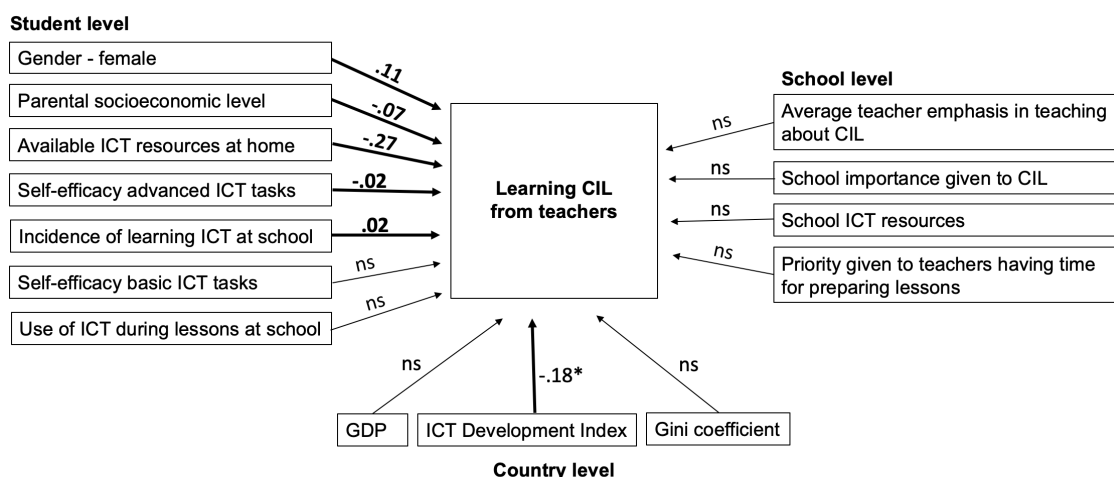 Student level
Gender - female
.11
Parental socioeconomic level
-.07
Available ICT resources at home
-.27
Self-efficacy advanced ICT tasks
-.02
Incidence of learning ICT at school
.02
Self-efficacy basic ICT tasks
ns
Use of ICT during lessons at school
ns
Learning CIL
from teachers
School level
ns
Average teacher emphasis in teaching
about CIL
ns
School importance given to CIL
ns
School ICT resources
ns
Priority given to teachers having time
for preparing lessons
ns
-.18*
ns
GDP
ICT Development Index
Gini coefficient
Country level